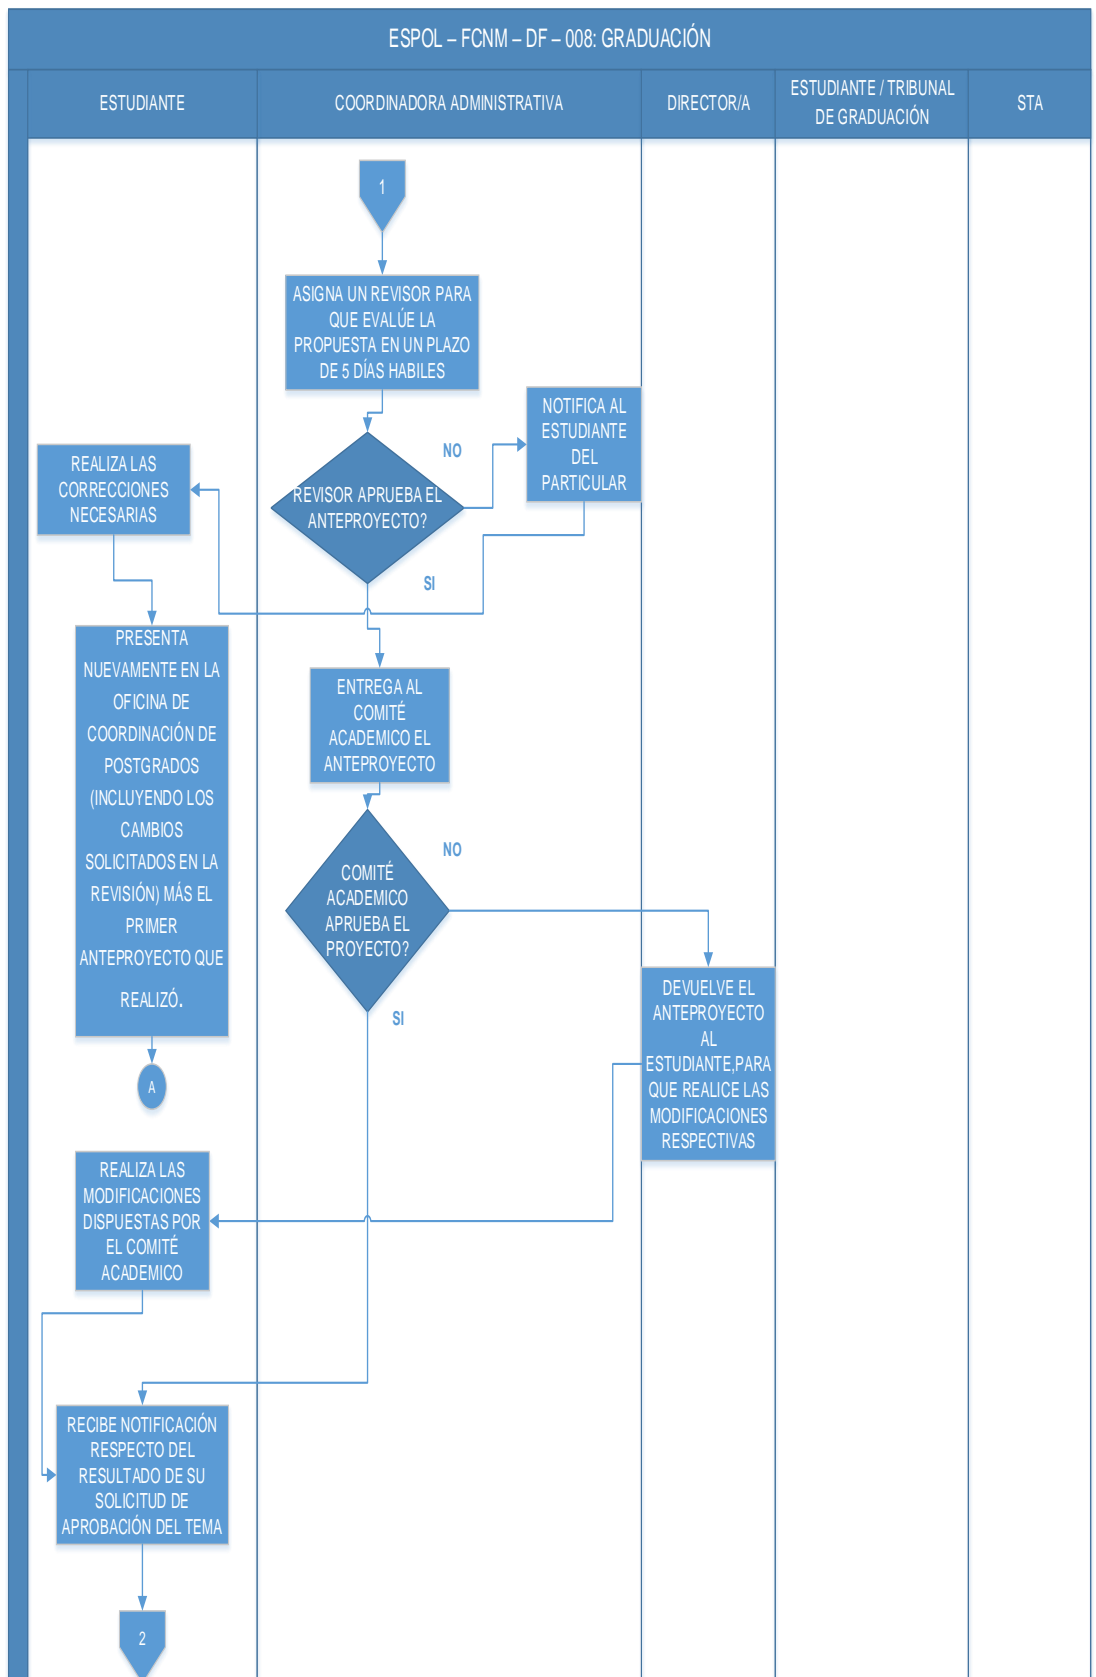 ESPOL – FCNM – DF – 008: GRADUACIÓN
ESTUDIANTE
COORDINADORA ADMINISTRATIVA
DIRECTOR/A
ESTUDIANTE / TRIBUNAL
DE GRADUACIÓN
STA
1
ASIGNA UN REVISOR PARA
QUE EVALÚE LA
PROPUESTA EN UN PLAZO
DE 5 DÍAS HABILES
NOTIFICA AL
ESTUDIANTE
DEL
PARTICULAR
NO
REVISOR APRUEBA EL
ANTEPROYECTO?
SI
REALIZA LAS
CORRECCIONES
NECESARIAS
PRESENTA
NUEVAMENTE EN LA
OFICINA DE
COORDINACIÓN DE
POSTGRADOS
(INCLUYENDO LOS
CAMBIOS
SOLICITADOS EN LA
REVISIÓN) MÁS EL
PRIMER
ANTEPROYECTO QUE
REALIZÓ.
A
ENTREGA AL
COMITÉ
ACADEMICO EL
ANTEPROYECTO
NO
COMITÉ
ACADEMICO
APRUEBA EL
PROYECTO?
SI
DEVUELVE EL
ANTEPROYECTO
AL
ESTUDIANTE,PARA
QUE REALICE LAS
MODIFICACIONES
RESPECTIVAS
REALIZA LAS
MODIFICACIONES
DISPUESTAS POR
EL COMITÉ
ACADEMICO
RECIBE NOTIFICACIÓN
RESPECTO DEL
RESULTADO DE SU
SOLICITUD DE
APROBACIÓN DEL TEMA
2